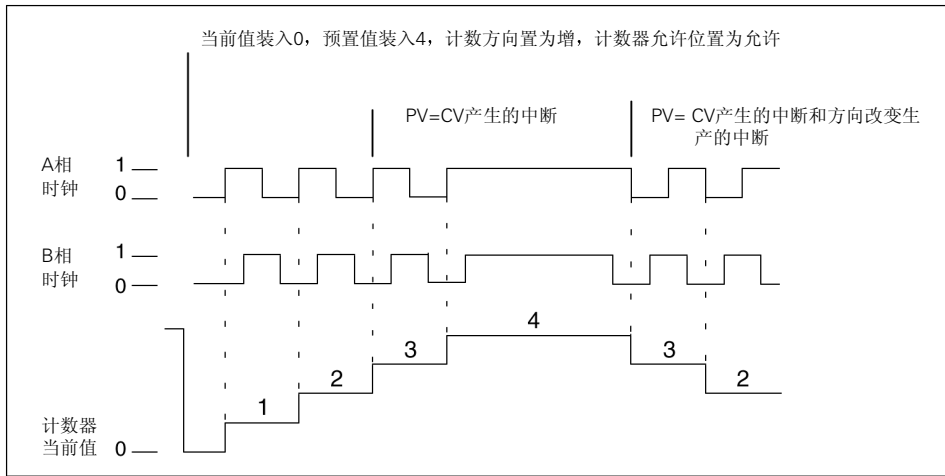 当前值装入0，预置值装入4，计数方向置为增，计数器允许位置为允许
PV=CV产生的中断
PV= CV产生的中断和方向改变生
产的中断
A相
时钟
1
0
B相
时钟
1
0
4
3
3
2
2
1
计数器
当前值
0